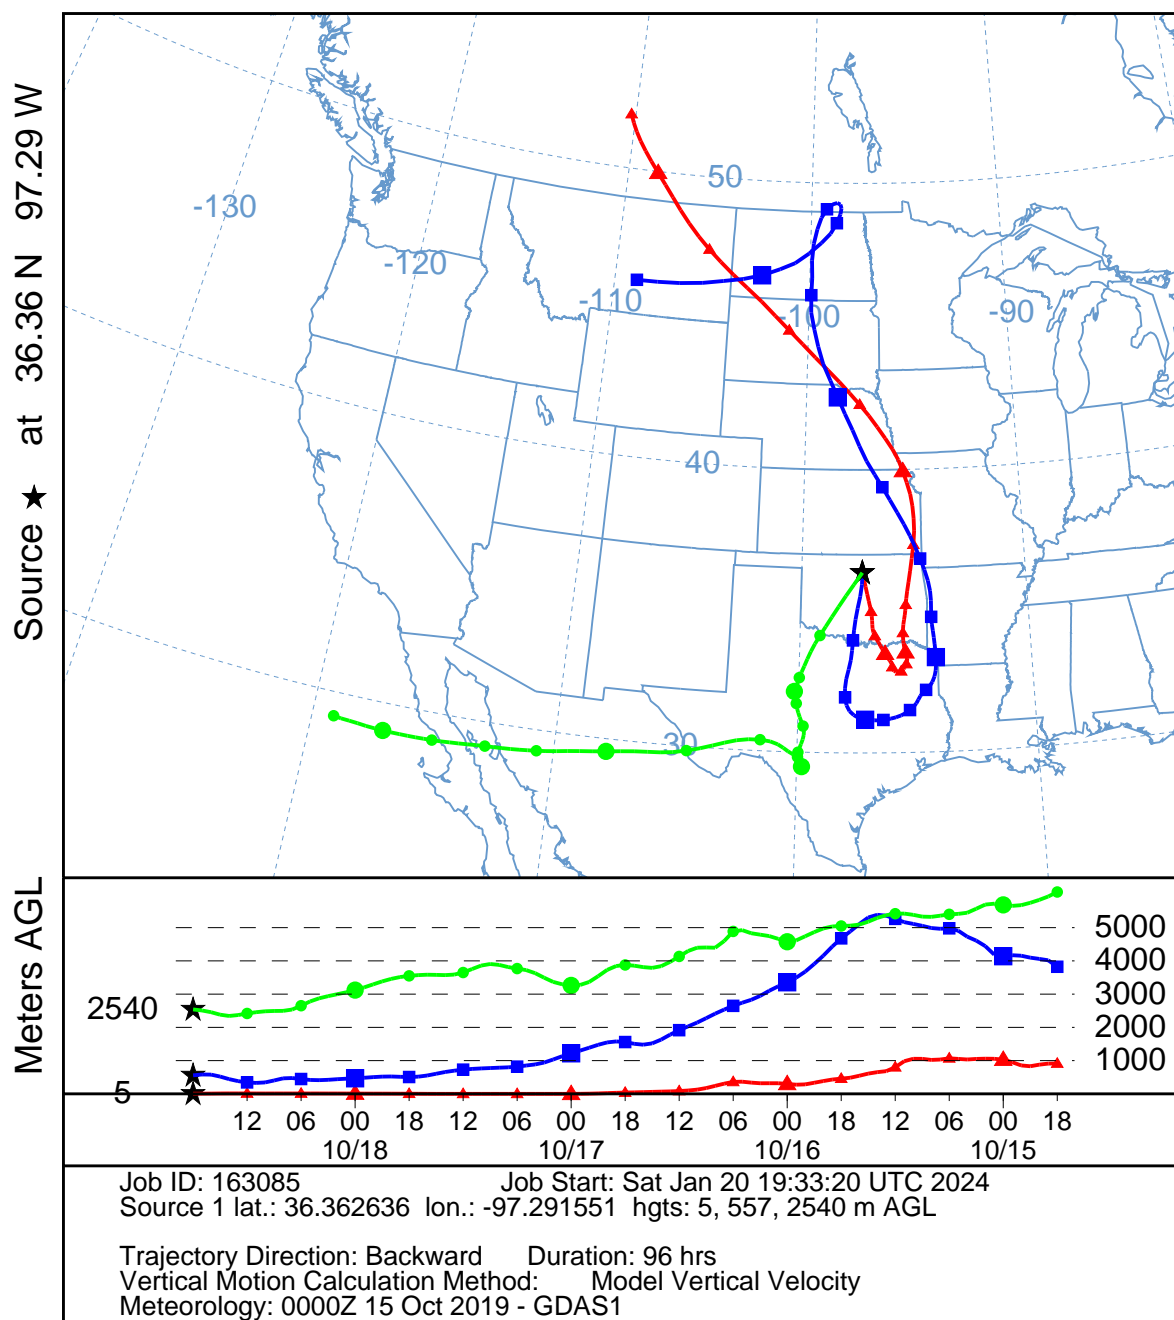 Source ★ at 36.36 N 97.29 W
-130
-120
-110
-100
-90
50
40
30
Meters AGL
2540
5
5000
4000
3000
2000
1000
12 06 00 18 12 06 00 18 12 06 00 18 12 06 00 18
10/18 10/17 10/16 10/15
Job ID: 163085 Job Start: Sat Jan 20 19:33:20 UTC 2024
Source 1 lat.: 36.362636 lon.: -97.291551 hgts: 5, 557, 2540 m AGL
Trajectory Direction: Backward Duration: 96 hrs
Vertical Motion Calculation Method: Model Vertical Velocity
Meteorology: 0000Z 15 Oct 2019 - GDAS1